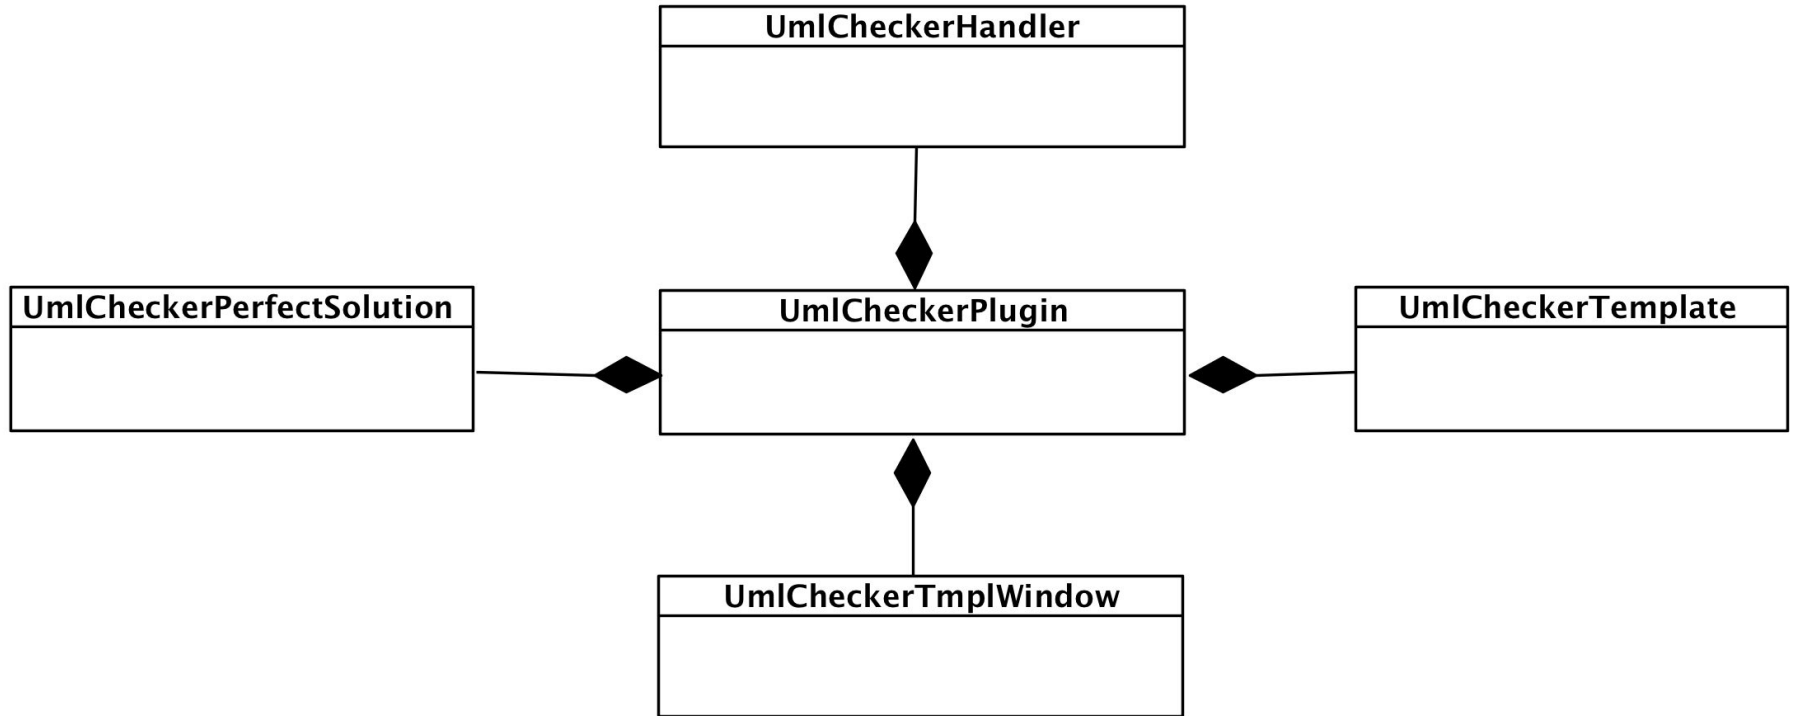 UmlCheckerHandler
UmlCheckerPerfectSolution
UmlCheckerPlugin
UmlCheckerTemplate
UmlCheckerTmplWindow